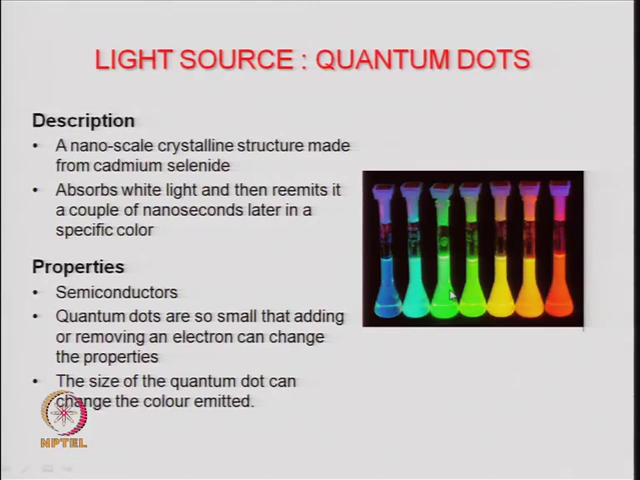 LIGHT SOURCE : QUANTUM DOTS
Description
• A nano-scale crystalline structure made
from cadmium selenide
• Absorbs white light and then reemits it
a couple of nanoseconds later in a
specific color
Properties
• Semiconductors
• Quantum dots are so small that adding
or removing an electron can change
the properties
• The size of the quantum dot can
change the colour emitted.
NPTEL